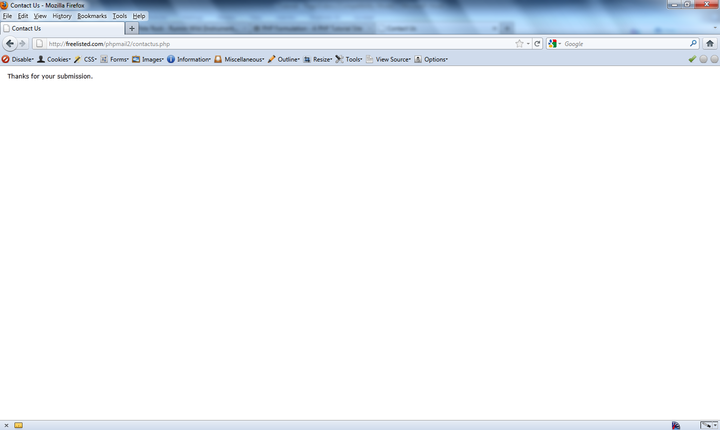 Contact Us - Mozilla Firefox
File Edit View History Bookmarks Tools Help
Contact Us
http://freelisted.com/phpmail2/contactus.php
Google
Disable Cookies CSS Forms Images Information Miscellaneous Outline Resize Tools View Source Options
Thanks for your submission.